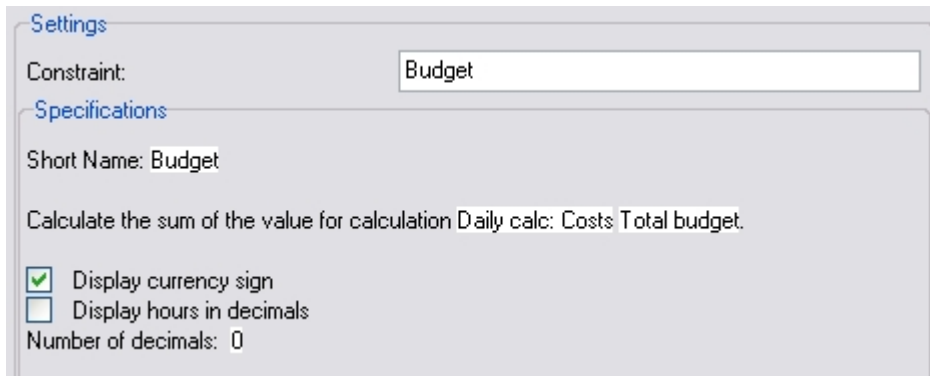 Settings
Constraint: Budget
Specifications
Short Name: Budget
Calculate the sum of the value for calculation Daily calc: Costs Total budget.
Display currency sign
Display hours in decimals
Number of decimals: 0